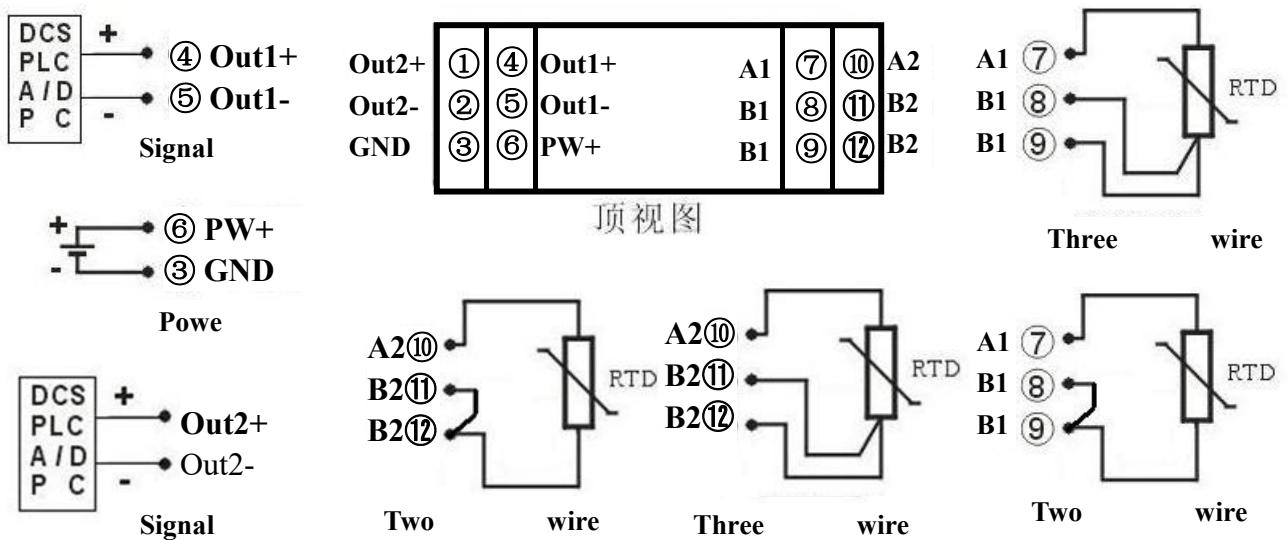 DCS
PLC
A/D
P C
+
-
④ Out1+
⑤ Out1-
Signal
Out2+ ① ④ Out1+ A1 ⑦ ⑩ A2
Out2- ② ⑤ Out1- B1 ⑧ ⑪ B2
GND ③ ⑥ PW+ B1 ⑨ ⑫ B2
顶视图
A1 ⑦
B1 ⑧
B1 ⑨
RTD
Three wire
+
-
⑥ PW+
③ GND
Powe
DCS
PLC
A/D
P C
+
-
Out2+
Out2-
Signal
A2⑩
B2⑪
B2⑫
RTD
Two wire
A2⑩
B2⑪
B2⑫
RTD
Three wire
A1 ⑦
B1 ⑧
B1 ⑨
RTD
Two wire